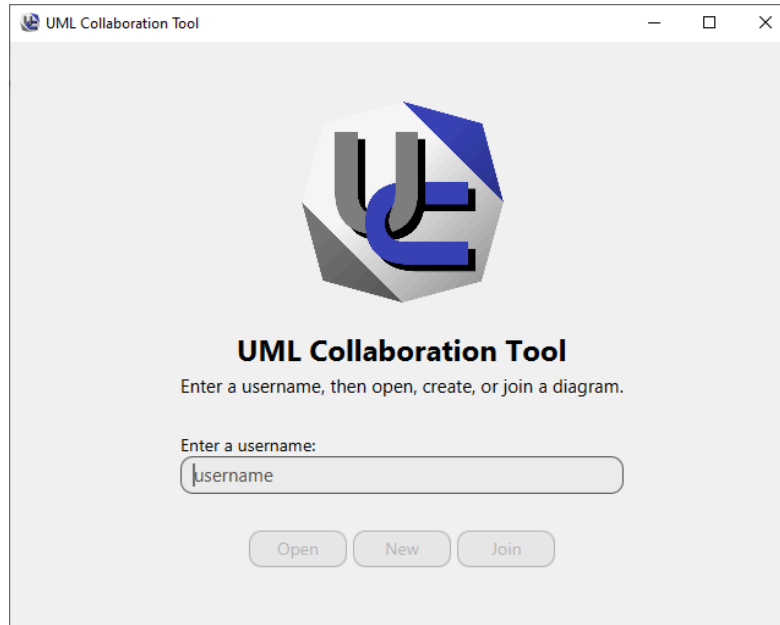 UML Collaboration Tool
UC
UML Collaboration Tool
Enter a username, then open, create, or join a diagram.
Enter a username:
username
Open New Join